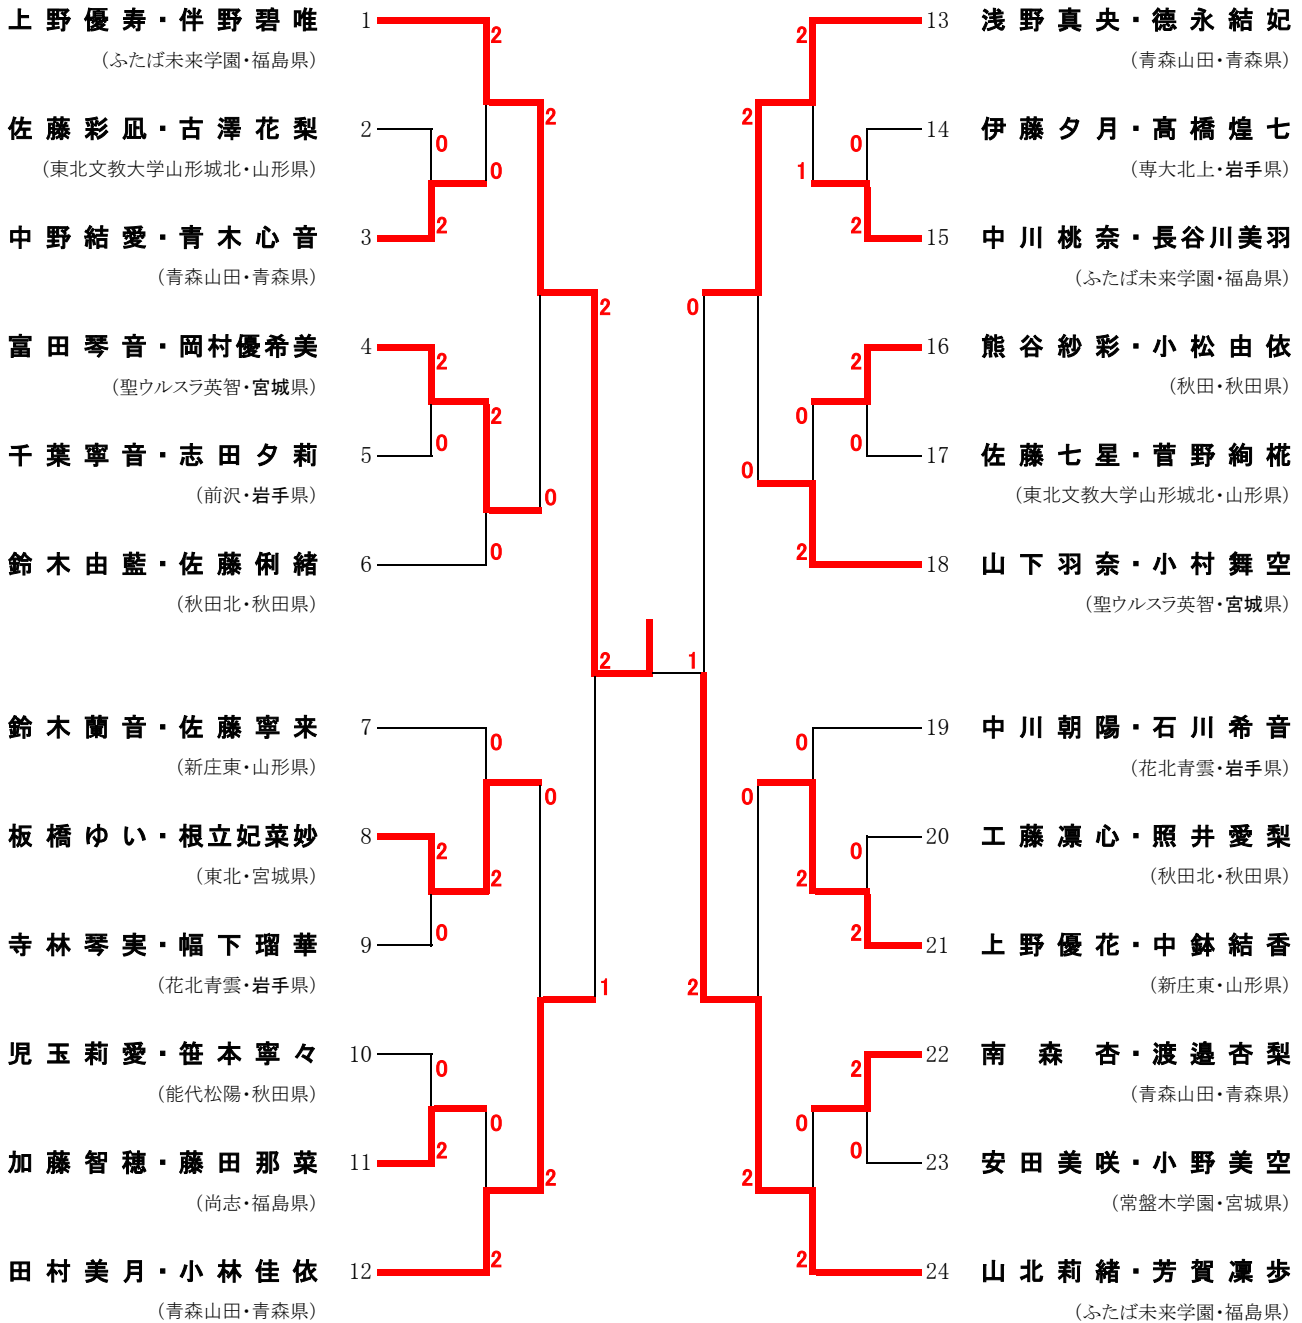 上野優寿・伴野碧唯 1
(ふたば未来学園・福島県)
2
2
佐藤彩凪・古澤花梨 2
(東北文教大学山形城北・山形県)
0
0
中野結愛・青木心音 3
(青森山田・青森県)
2
2
富田琴音・岡村優希美 4
(聖ウルスラ英智・宮城県)
2
2
千葉寧音・志田夕莉 5
(前沢・岩手県)
0
0
鈴木由藍・佐藤俐緒 6
(秋田北・秋田県)
0
2
鈴木蘭音・佐藤寧来 7
(新庄東・山形県)
0
0
板橋ゆい・根立妃菜妙 8
(東北・宮城県)
2
2
寺林琴実・幅下瑠華 9
(花北青雲・岩手県)
0
1
児玉莉愛・笹本寧々 10
(能代松陽・秋田県)
0
0
加藤智穂・藤田那菜 11
(尚志・福島県)
2
2
田村美月・小林佳依 12
(青森山田・青森県)
2
13 浅野真央・德永結妃
(青森山田・青森県)
2
2
14 伊藤夕月・髙橋煌七
(専大北上・岩手県)
0
1
15 中川桃奈・長谷川美羽
(ふたば未来学園・福島県)
2
0
16 熊谷紗彩・小松由依
(秋田・秋田県)
2
0
17 佐藤七星・菅野絢椛
(東北文教大学山形城北・山形県)
0
0
18 山下羽奈・小村舞空
(聖ウルスラ英智・宮城県)
2
1
19 中川朝陽・石川希音
(花北青雲・岩手県)
0
0
20 工藤凛心・照井愛梨
(秋田北・秋田県)
0
2
21 上野優花・中鉢結香
(新庄東・山形県)
2
2
22 南森杏・渡邉杏梨
(青森山田・青森県)
2
0
23 安田美咲・小野美空
(常盤木学園・宮城県)
0
2
24 山北莉緒・芳賀凜歩
(ふたば未来学園・福島県)
2